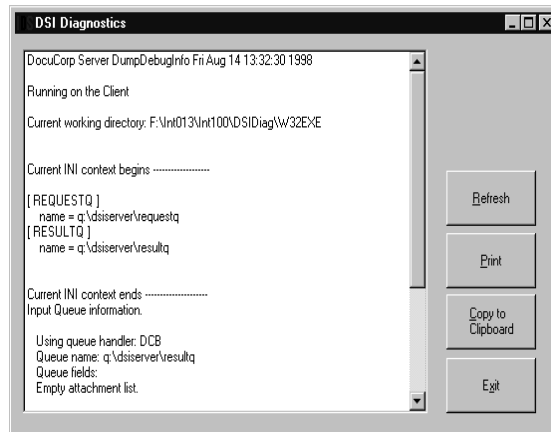 DSI Diagnostics
DocuCorp Server DumpDebugInfo Fri Aug 14 13:32:30 1998
Running on the Client
Current working directory: F:\Int013\Int100\DSIDiag\W32EXE
Current INI context begins ------------------
[ REQUESTQ ]
name = q:\dsiserver\requestq
[ RESULTQ ]
name = q:\dsiserver\resultq
Current INI context ends --------------------
Input Queue information.
Using queue handler: DCB
Queue name: q:\dsiserver\resultq
Queue fields:
Empty attachment list.
Refresh
Print
Copy to
Clipboard
Exit